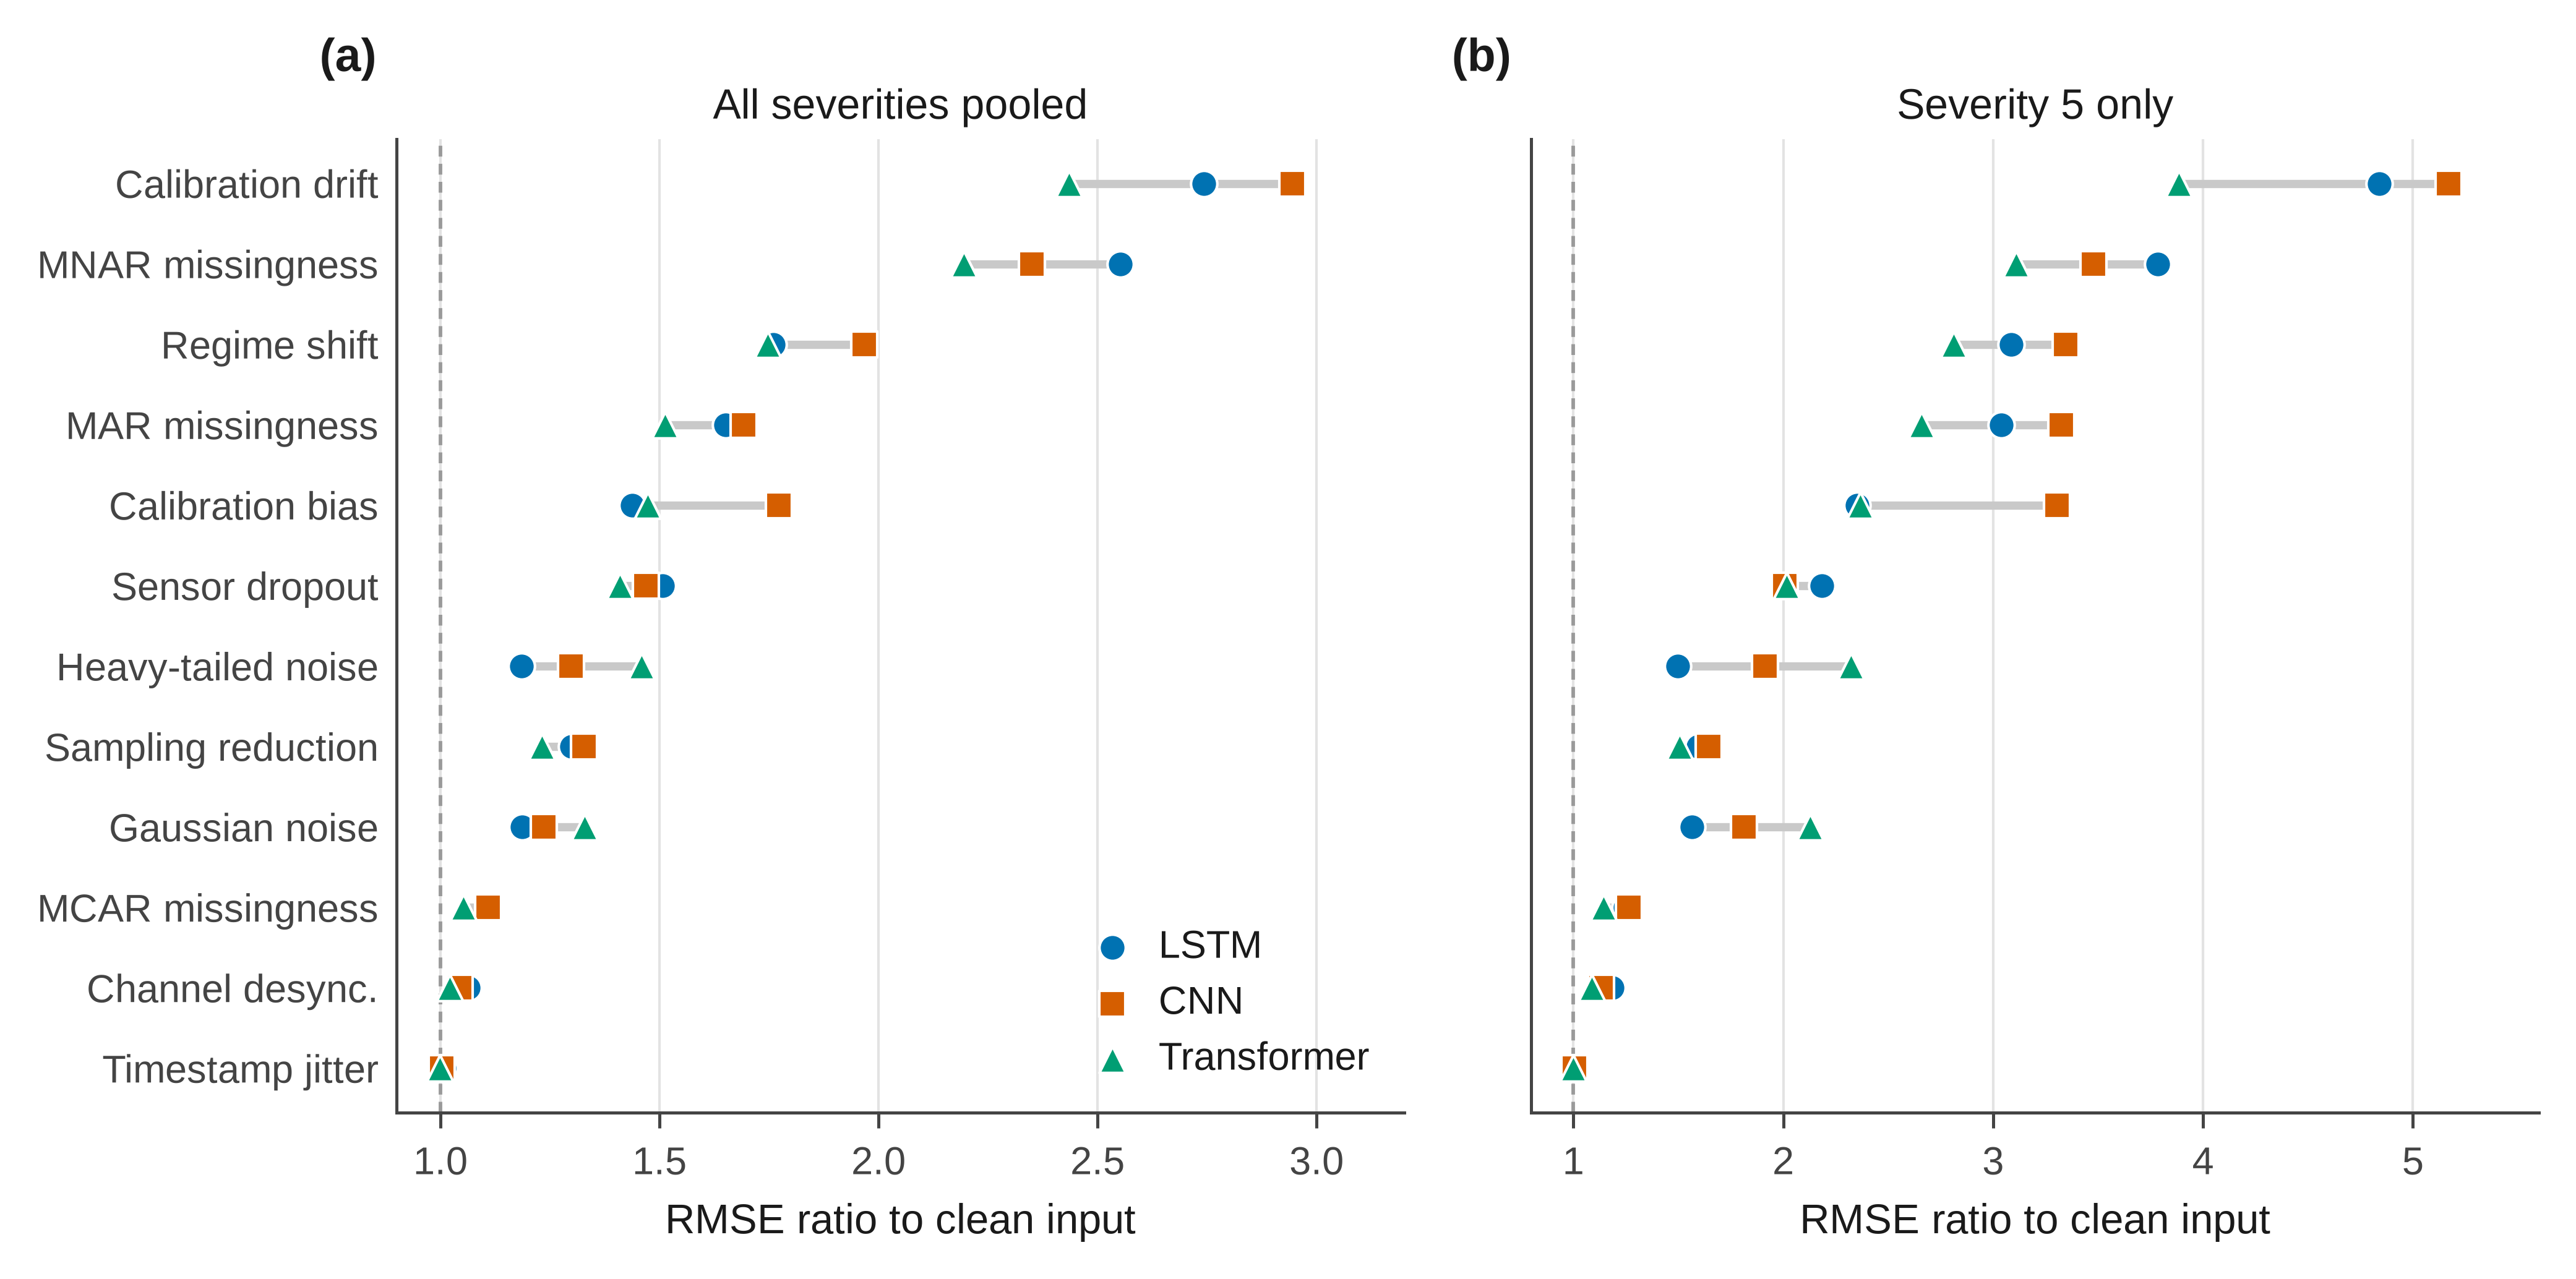 (a)
All severities pooled
Calibration drift
MNAR missingness
Regime shift
MAR missingness
Calibration bias
Sensor dropout
Heavy-tailed noise
Sampling reduction
Gaussian noise
MCAR missingness
Channel desync.
Timestamp jitter
LSTM
CNN
Transformer
1.0 1.5 2.0 2.5 3.0
RMSE ratio to clean input
(b)
Severity 5 only
1 2 3 4 5
RMSE ratio to clean input